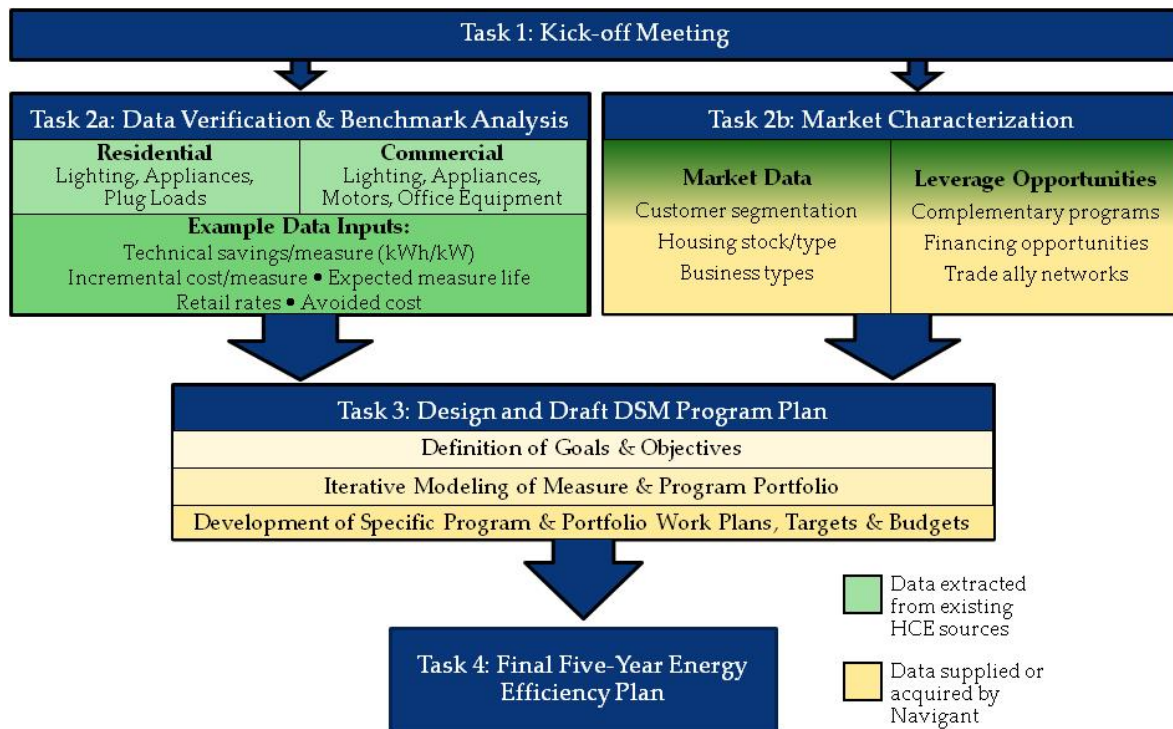 Task 1: Kick-off Meeting
Task 2a: Data Verification & Benchmark Analysis
Residential
Lighting, Appliances,
Plug Loads
Commercial
Lighting, Appliances,
Motors, Office Equipment
Example Data Inputs:
Technical savings/measure (kWh/kW)
Incremental cost/measure • Expected measure life
Retail rates • Avoided cost
Task 2b: Market Characterization
Market Data
Customer segmentation
Housing stock/type
Business types
Leverage Opportunities
Complementary programs
Financing opportunities
Trade ally networks
Task 3: Design and Draft DSM Program Plan
Definition of Goals & Objectives
Iterative Modeling of Measure & Program Portfolio
Development of Specific Program & Portfolio Work Plans, Targets & Budgets
Task 4: Final Five-Year Energy
Efficiency Plan
Data extracted
from existing
HCE sources
Data supplied or
acquired by
Navigant